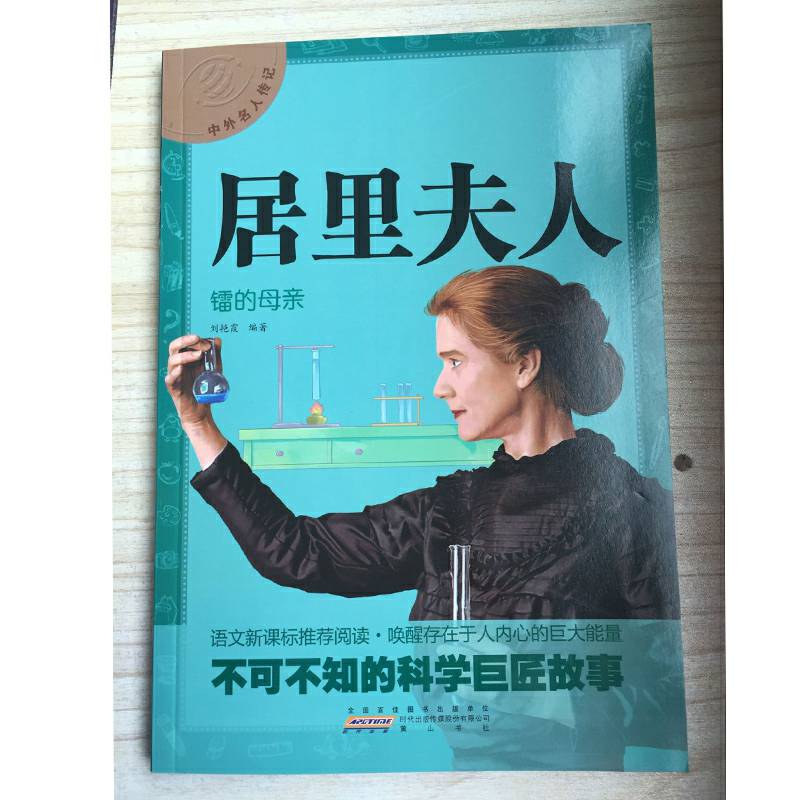 中外名人传记
居里夫人
镭的母亲
刘艳霞 编著
语文新课标推荐阅读·唤醒存在于人内心的巨大能量
不可不知的科学巨匠故事
全国百佳图书出版单位
APGTIME 时代出版传媒股份有限公司
黄山书社